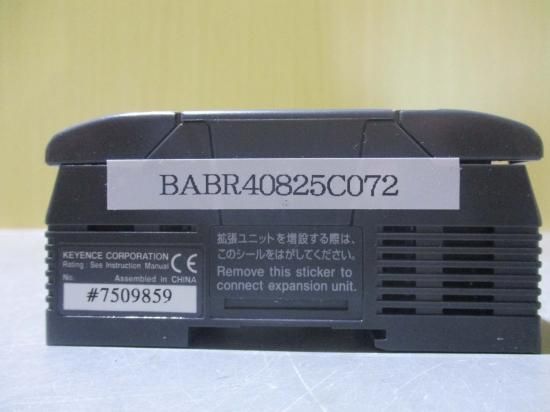 BABR40825C072
KEYENCE CORPORATION
Rating : See Instruction Manual CE
No. Assembled in CHINA
#7509859
拡張ユニットを増設する際は、
このシールをはがしてください。
Remove this sticker to
connect expansion unit.